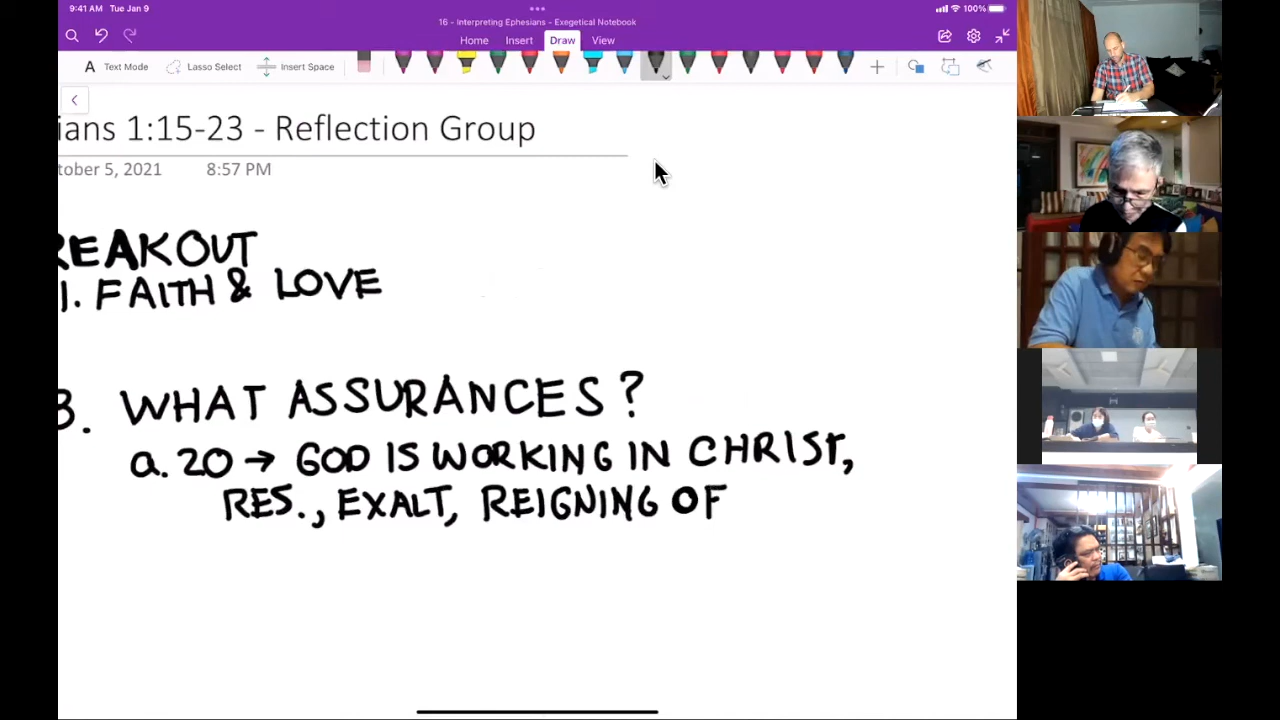 9:41 AM Tue Jan 9
100%
16 - Interpreting Ephesians - Exegetical Notebook
Home Insert Draw View
A Text Mode Lasso Select Insert Space
ians 1:15-23 - Reflection Group
tober 5, 2021 8:57 PM
REAKOUT
1. FAITH & LOVE
3. WHAT ASSURANCES?
a. 20 → GOD IS WORKING IN CHRIST,
RES., EXALT, REIGNING OF